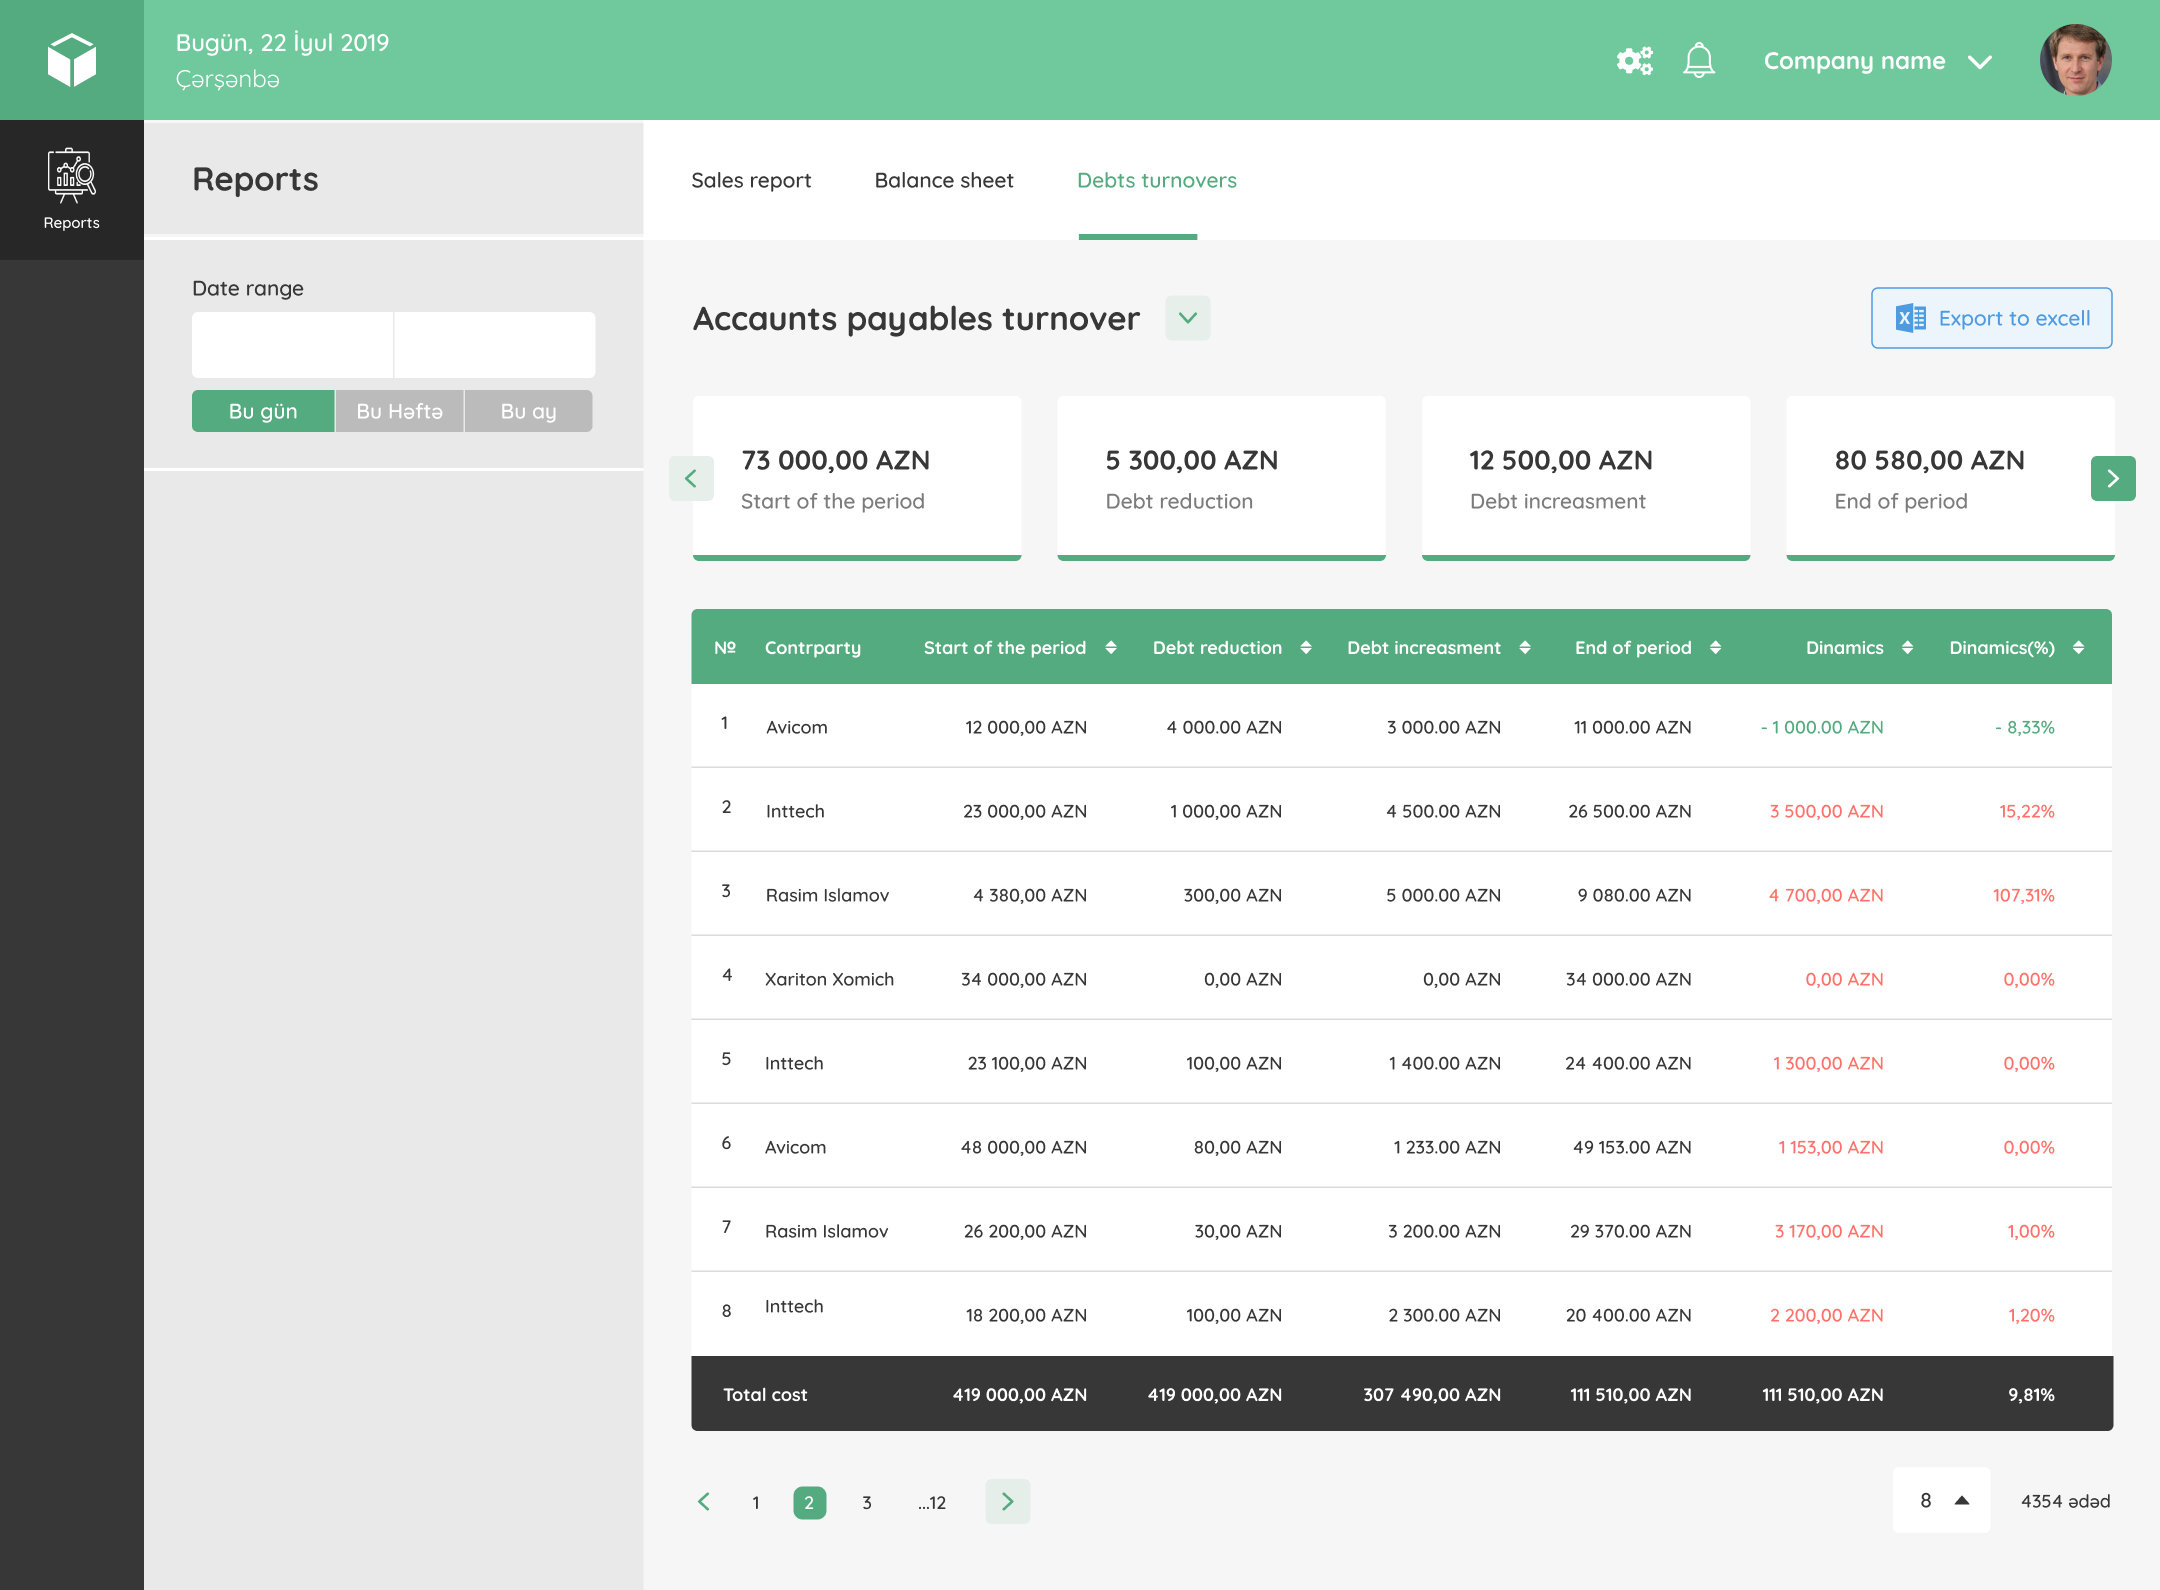 Bugün, 22 İyul 2019
Çərşənbə
Company name
Reports
Reports
Sales report
Balance sheet
Debts turnovers
Date range
Bu gün
Bu Həftə
Bu ay
Accaunts payables turnover
X
Export to excell
73 000,00 AZN
Start of the period
5 300,00 AZN
Debt reduction
12 500,00 AZN
Debt increasment
80 580,00 AZN
End of period
№ Contrparty Start of the period Debt reduction Debt increasment End of period Dinamics Dinamics(%)
1 Avicom 12 000,00 AZN 4 000.00 AZN 3 000.00 AZN 11 000.00 AZN - 1 000.00 AZN - 8,33%
2 Inttech 23 000,00 AZN 1 000,00 AZN 4 500.00 AZN 26 500.00 AZN 3 500,00 AZN 15,22%
3 Rasim Islamov 4 380,00 AZN 300,00 AZN 5 000.00 AZN 9 080.00 AZN 4 700,00 AZN 107,31%
4 Xariton Xomich 34 000,00 AZN 0,00 AZN 0,00 AZN 34 000.00 AZN 0,00 AZN 0,00%
5 Inttech 23 100,00 AZN 100,00 AZN 1 400.00 AZN 24 400.00 AZN 1 300,00 AZN 0,00%
6 Avicom 48 000,00 AZN 80,00 AZN 1 233.00 AZN 49 153.00 AZN 1 153,00 AZN 0,00%
7 Rasim Islamov 26 200,00 AZN 30,00 AZN 3 200.00 AZN 29 370.00 AZN 3 170,00 AZN 1,00%
8 Inttech 18 200,00 AZN 100,00 AZN 2 300.00 AZN 20 400.00 AZN 2 200,00 AZN 1,20%
Total cost 419 000,00 AZN 419 000,00 AZN 307 490,00 AZN 111 510,00 AZN 111 510,00 AZN 9,81%
1 2 3 ...12
8
4354 ədəd